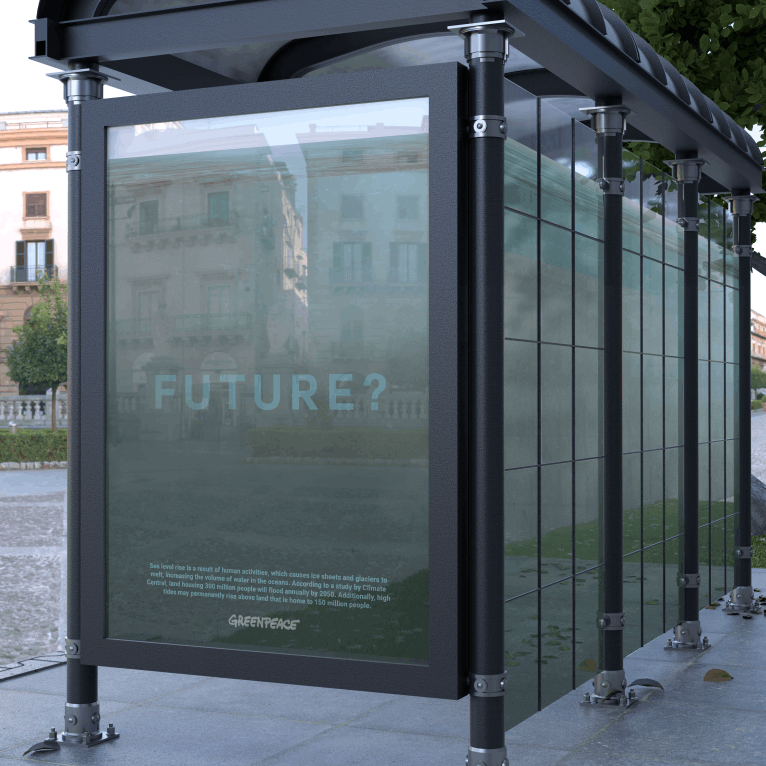 FUTURE?
Sea level rise is a result of human activities, which causes ice sheets and glaciers to
melt, increasing the volume of water in the oceans. According to a study by Climate
Central, land housing 300 million people will flood annually by 2050. Additionally, high
tides may permanently rise above land that is home to 150 million people.
GREENPEACE